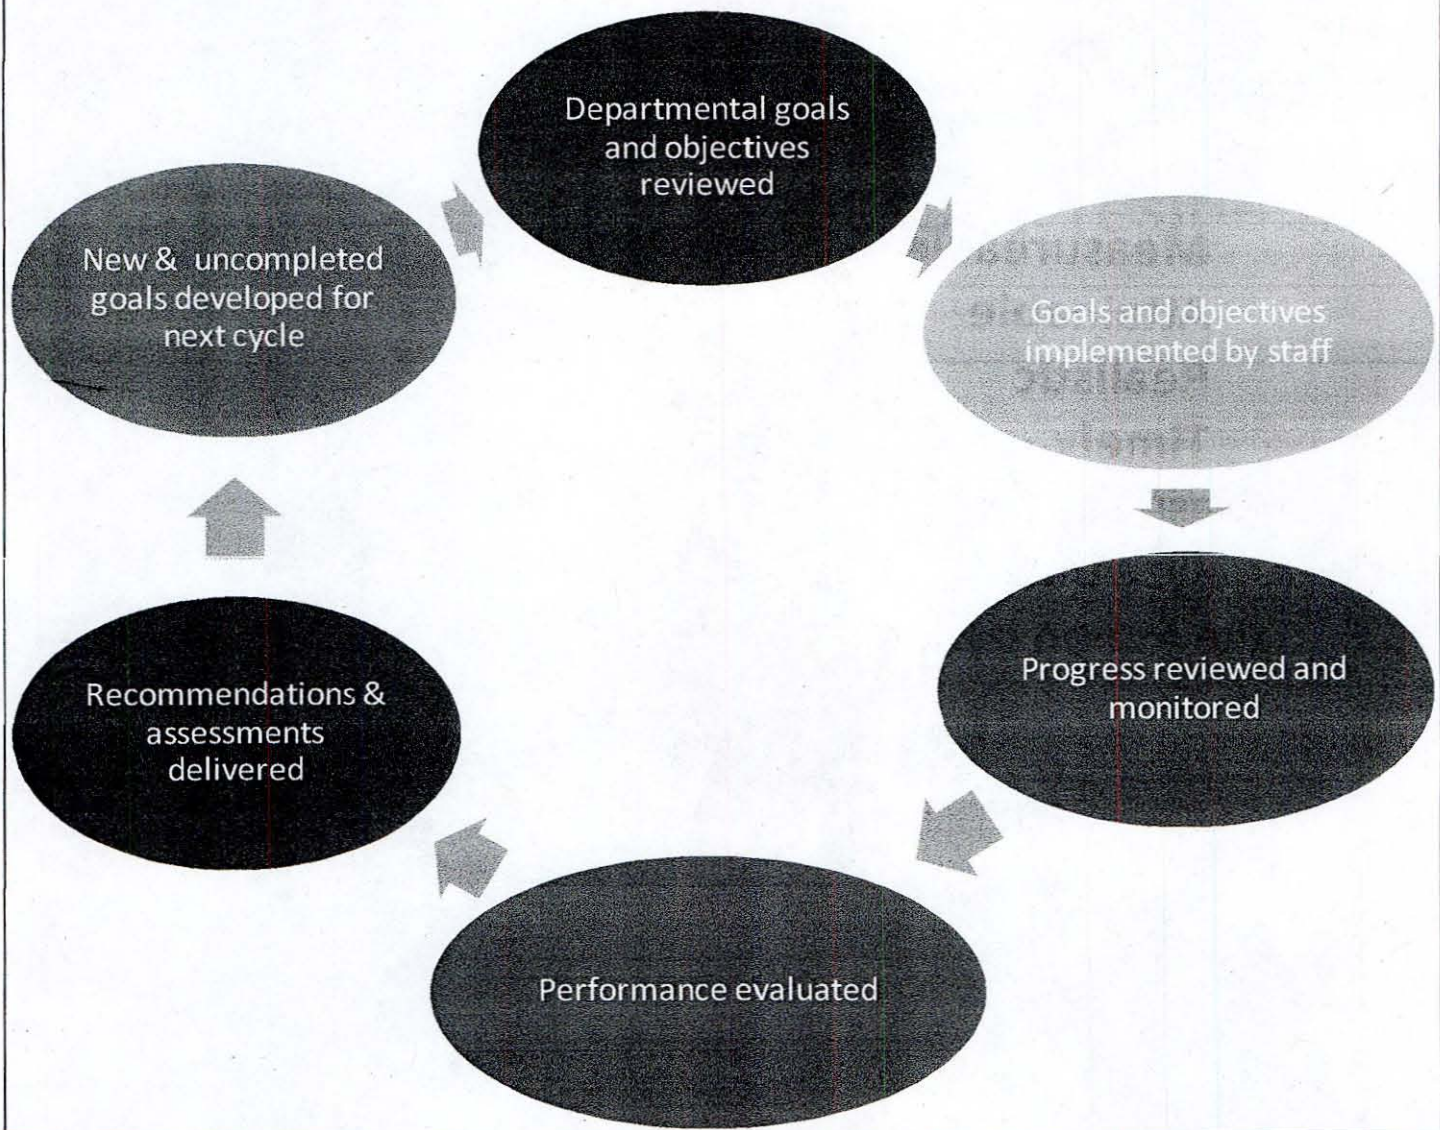 Departmental goals
and objectives
reviewed
Goals and objectives
implemented by staff
Progress reviewed and
monitored
Performance evaluated
Recommendations &
assessments
delivered
New & uncompleted
goals developed for
next cycle
Realistic